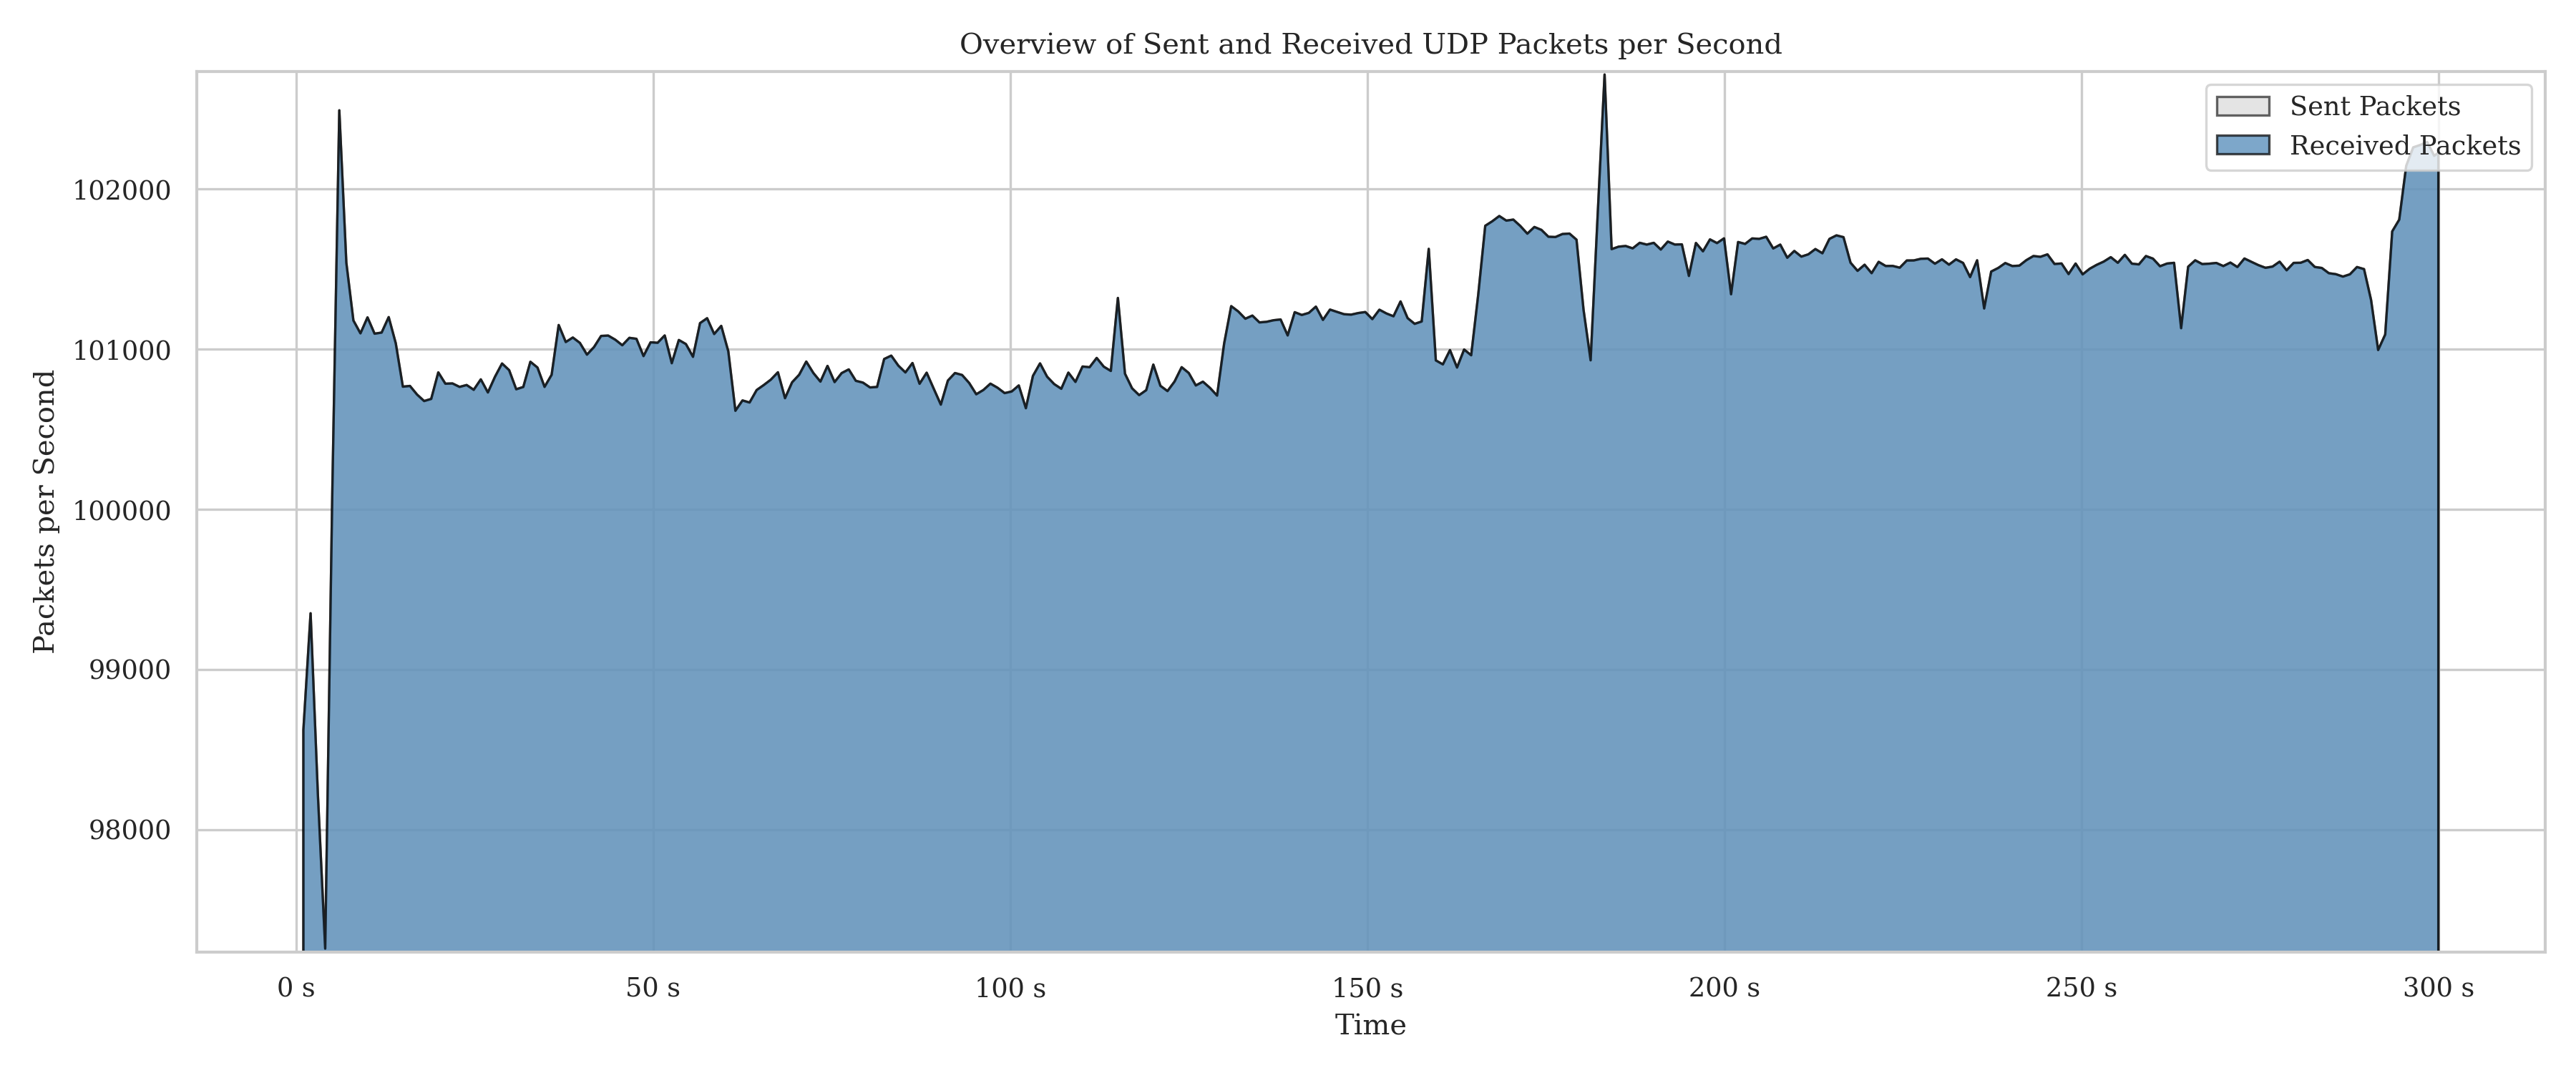 Overview of Sent and Received UDP Packets per Second
Sent Packets
Received Packets
102000
101000
100000
99000
98000
Packets per Second
0 s
50 s
100 s
150 s
200 s
250 s
300 s
Time